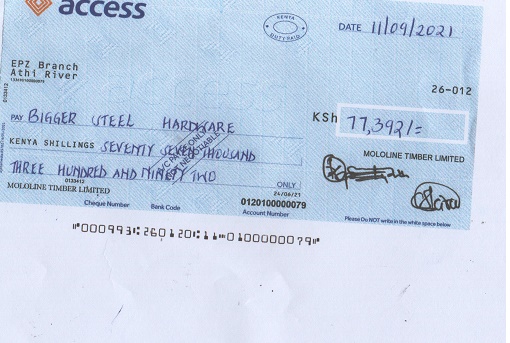 access
KENYA
DUTY PAID
DATE 11/09/2021
EPZ Branch
Athi River
26-012
PAY BIGGER STEEL HARDWARE
KSh 77,392/=
A/C PAYEE ONLY
NOT NEGOTIABLE
KENYA SHILLINGS SEVENTY SEVEN THOUSAND
MOLOLINE TIMBER LIMITED
THREE HUNDRED AND NINETY TWO
ONLY
MOLOLINE TIMBER LIMITED
24/06/21
0120100000079
Cheque Number
Bank Code
Account Number
Please Do NOT write in the white space below